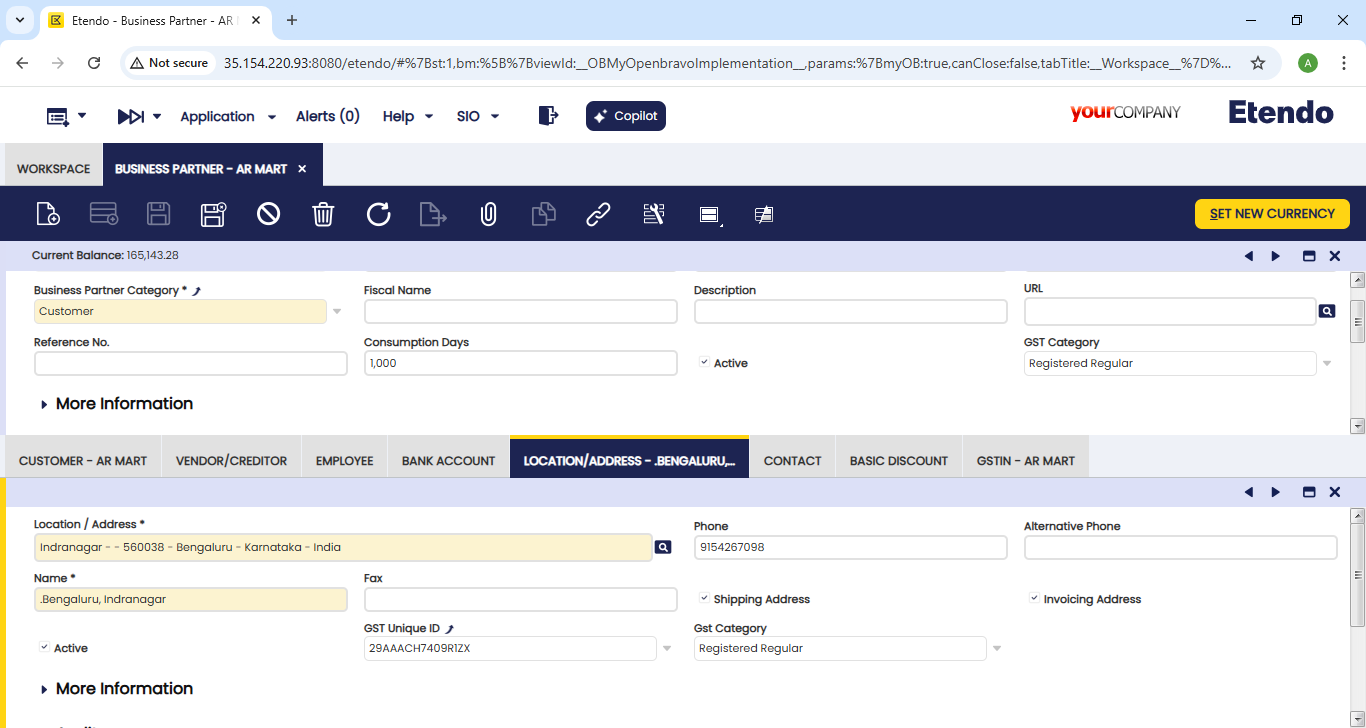 Etendo - Business Partner - AR
Not secure
35.154.220.93:8080/etendo/#%7Bst:1,bm:%5B%7BviewId:__OBMyOpenbravoImplementation__,params:%7BmyOB:true,canClose:false,tabTitle:__Workspace__%7D%...
A
Application
Alerts (0)
Help
SIO
Copilot
yourCOMPANY
Etendo
WORKSPACE
BUSINESS PARTNER - AR MART
SET NEW CURRENCY
Current Balance: 165,143.28
Business Partner Category *
Fiscal Name
Description
URL
Customer
Reference No.
Consumption Days
GST Category
1,000
Active
Registered Regular
More Information
CUSTOMER - AR MART
VENDOR/CREDITOR
EMPLOYEE
BANK ACCOUNT
LOCATION/ADDRESS - .BENGALURU,...
CONTACT
BASIC DISCOUNT
GSTIN - AR MART
Location / Address *
Phone
Alternative Phone
Indranagar - - 560038 - Bengaluru - Karnataka - India
9154267098
Name *
Fax
.Bengaluru, Indranagar
Shipping Address
Invoicing Address
GST Unique ID
Gst Category
Active
29AAACH7409R1ZX
Registered Regular
More Information